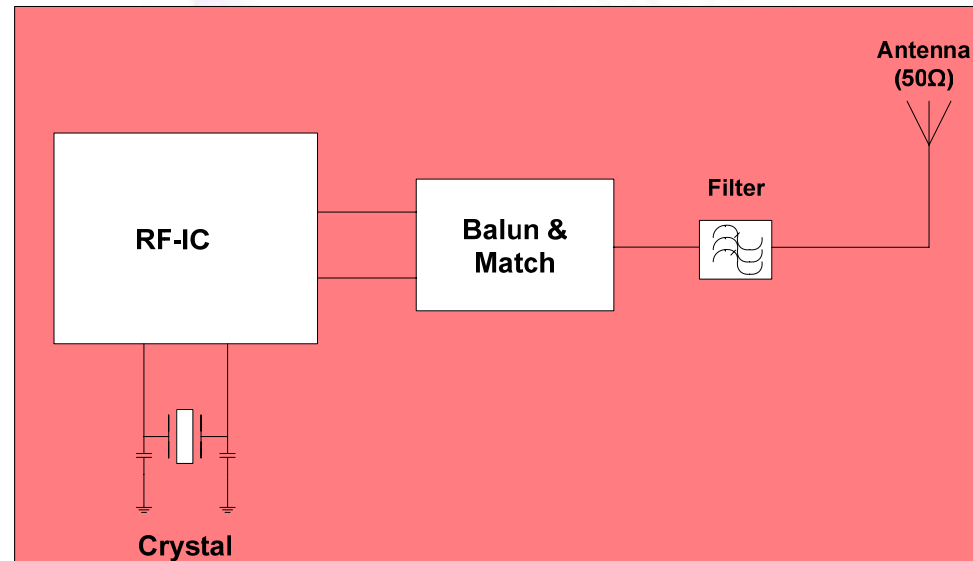 Antenna
(50Ω)
Filter
RF-IC
Balun &
Match
Crystal